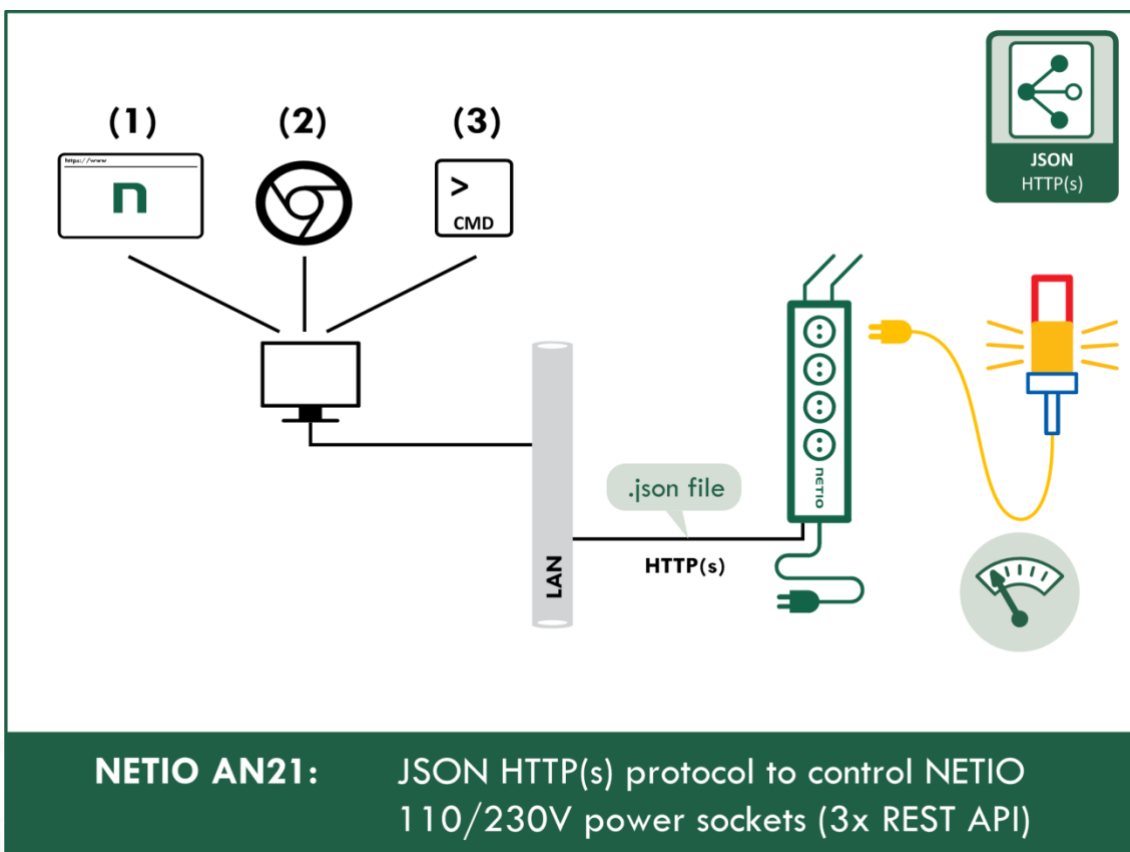 (1)
(2)
(3)
https://www
n
>
CMD
JSON
HTTP(s)
NETIO
.json file
HTTP(s)
LAN
NETIO AN21:
JSON HTTP(s) protocol to control NETIO
110/230V power sockets (3x REST API)